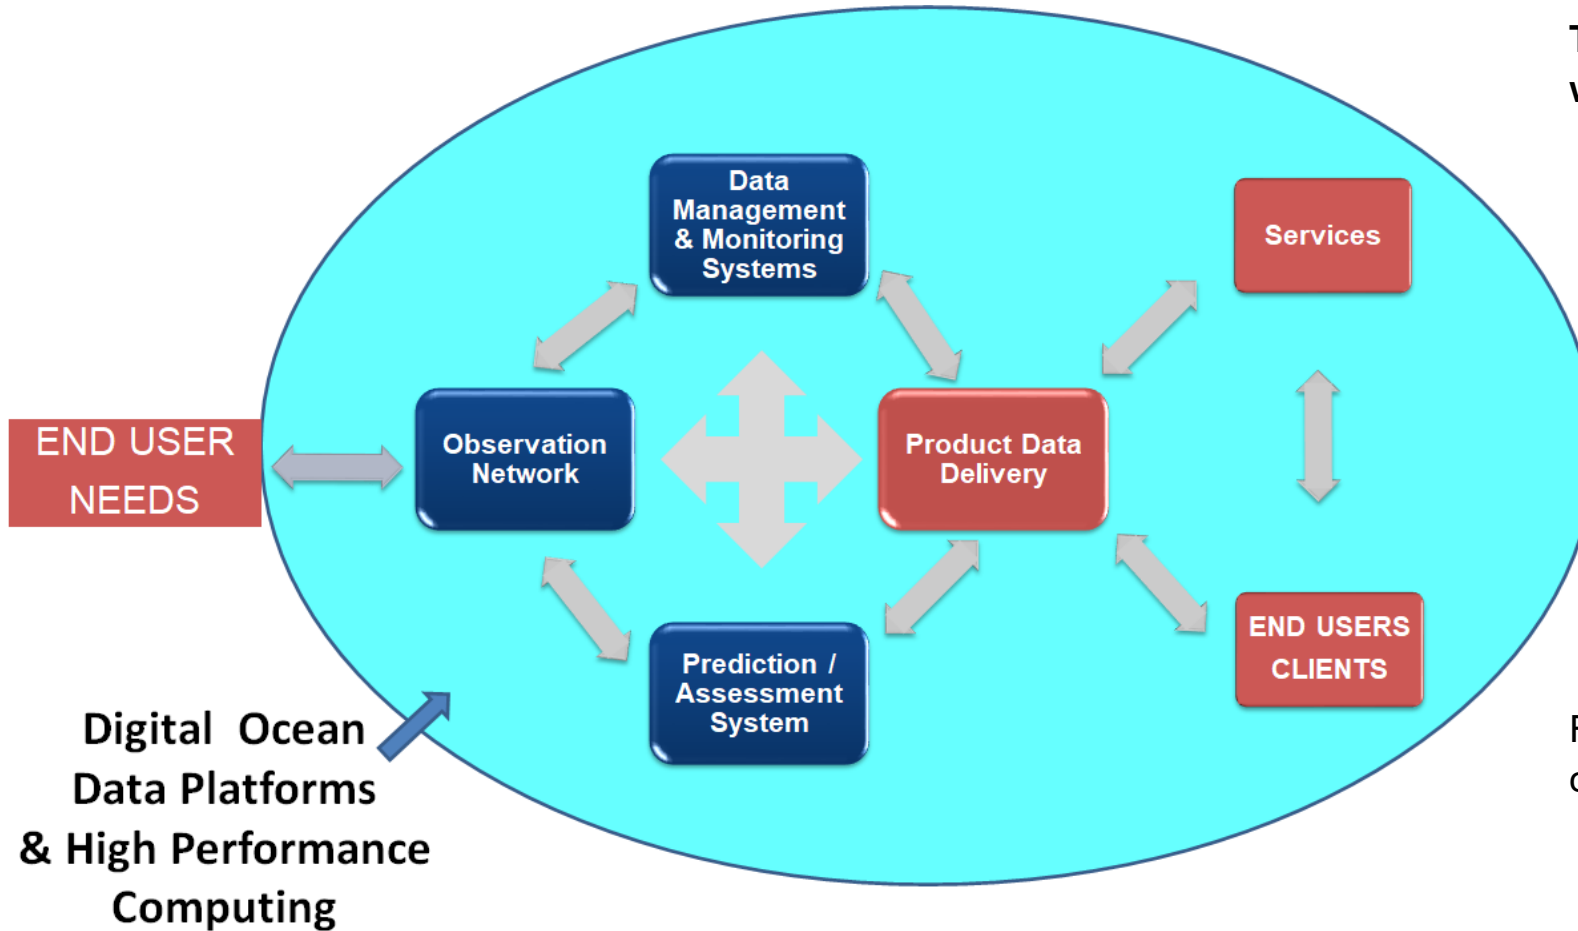 Data
Management
& Monitoring
Systems
Services
END USER
NEEDS
Observation
Network
Product Data
Delivery
Prediction /
Assessment
System
END USERS
CLIENTS
Digital Ocean
Data Platforms
& High Performance
Computing